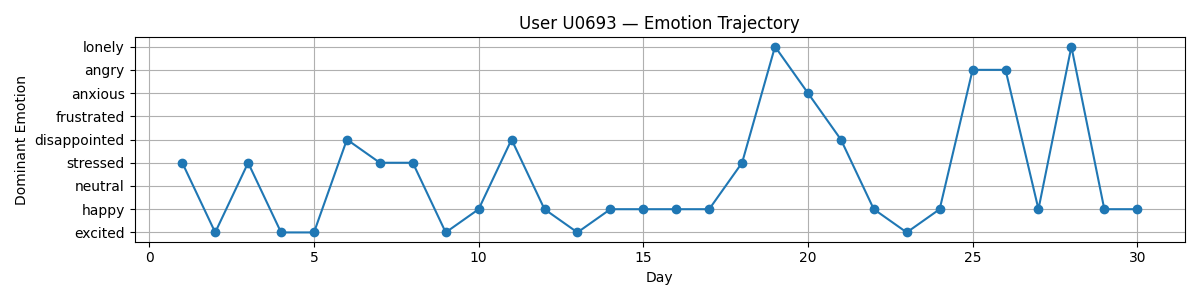 User U0693 — Emotion Trajectory
Dominant Emotion
lonely
angry
anxious
frustrated
disappointed
stressed
neutral
happy
excited
0 5 10 15 20 25 30
Day